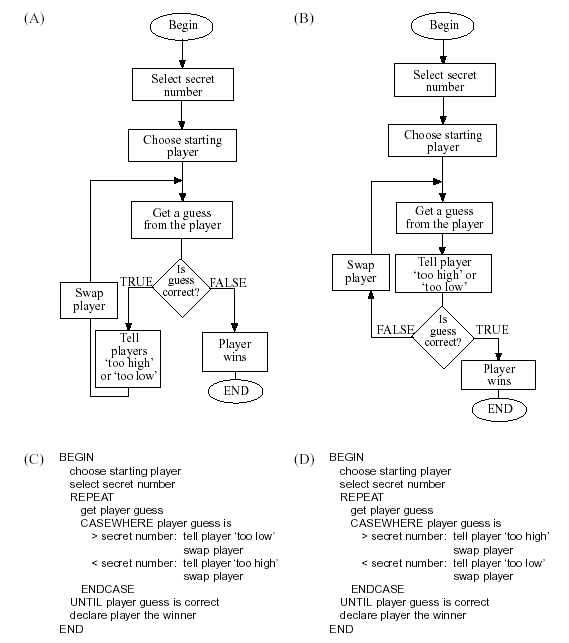 (A)
Begin
Select secret
number
Choose starting
player
Get a guess
from the player
Is
guess
correct?
TRUE
FALSE
Swap
player
Tell
players
‘too high’
or ‘too low’
Player
wins
END
(B)
Begin
Select secret
number
Choose starting
player
Get a guess
from the player
Tell player
‘too high’ or
‘too low’
Swap
player
Is
guess
correct?
FALSE
TRUE
Player
wins
END
(C)
BEGIN
choose starting player
select secret number
REPEAT
get player guess
CASEWHERE player guess is
> secret number: tell player ‘too low’
swap player
< secret number: tell player ‘too high’
swap player
ENDCASE
UNTIL player guess is correct
declare player the winner
END
(D)
BEGIN
choose starting player
select secret number
REPEAT
get player guess
CASEWHERE player guess is
> secret number: tell player ‘too high’
swap player
< secret number: tell player ‘too low’
swap player
ENDCASE
UNTIL player guess is correct
declare player the winner
END